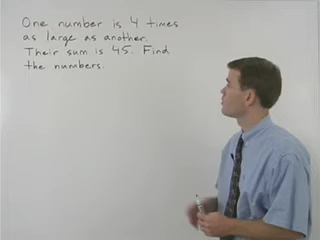 One number is 4 times
as large as another.
Their sum is 45. Find
the numbers.